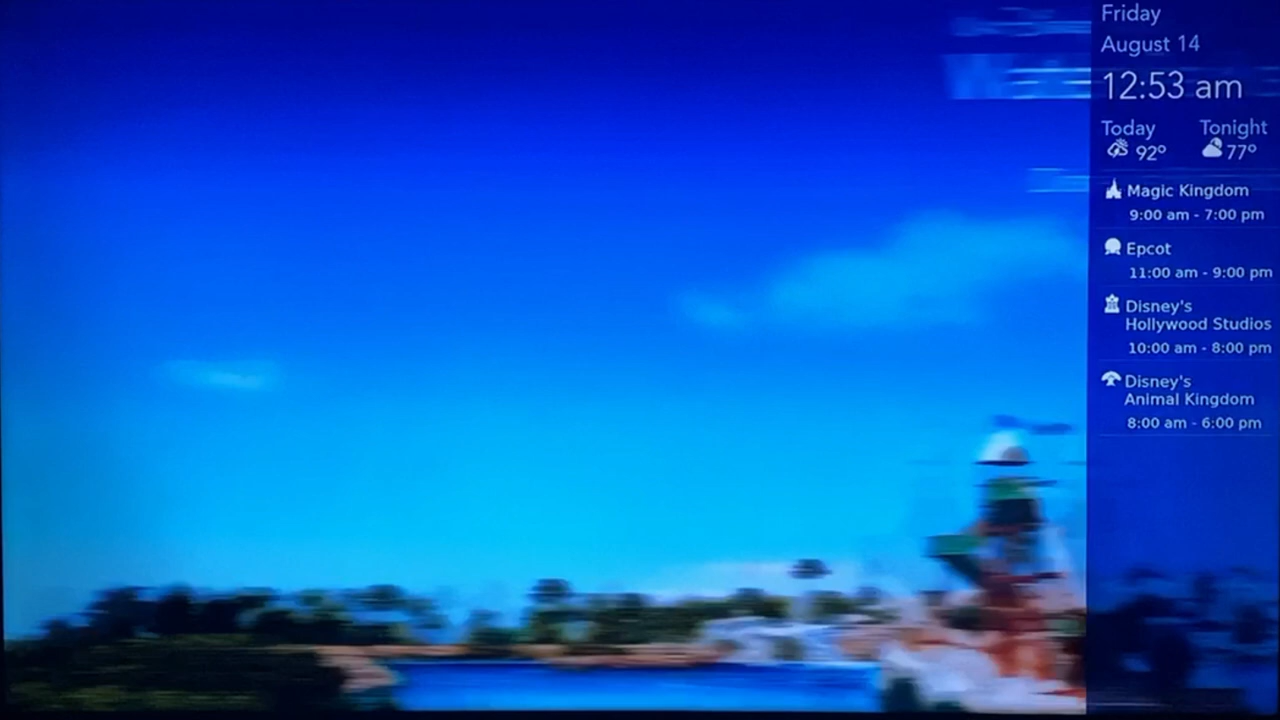 Friday
August 14
12:53 am
Today Tonight
92° 77°
Magic Kingdom
9:00 am - 7:00 pm
Epcot
11:00 am - 9:00 pm
Disney's
Hollywood Studios
10:00 am - 8:00 pm
Disney's
Animal Kingdom
8:00 am - 6:00 pm